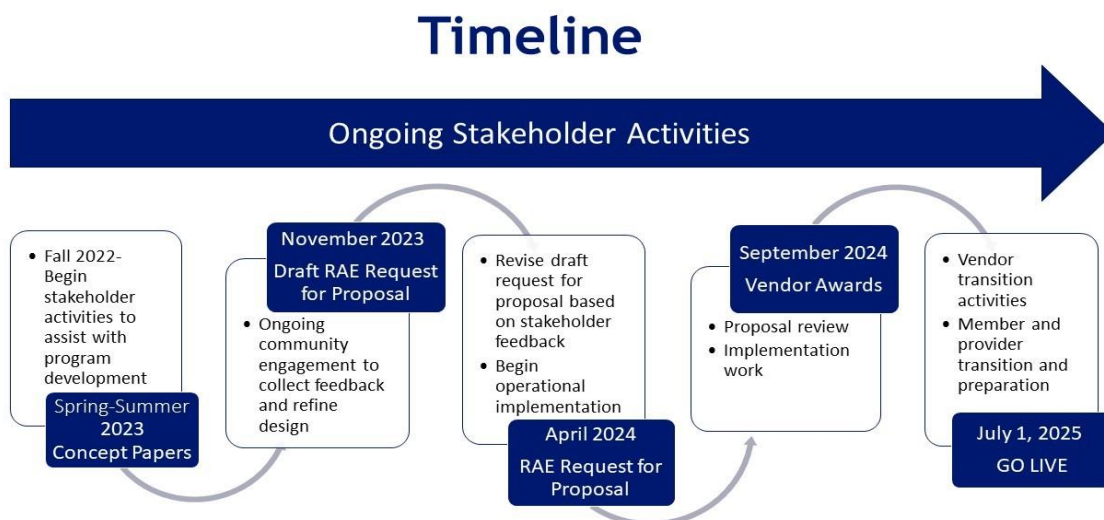 Timeline
Ongoing Stakeholder Activities
• Fall 2022-
Begin
stakeholder
activities to
assist with
program
development
Spring-Summer
2023
Concept Papers
November 2023
Draft RAE Request
for Proposal
• Ongoing
community
engagement to
collect feedback
and refine
design
• Revise draft
request for
proposal based
on stakeholder
feedback
• Begin
operational
implementation
April 2024
RAE Request for
Proposal
September 2024
Vendor Awards
• Proposal review
• Implementation
work
• Vendor
transition
activities
• Member and
provider
transition and
preparation
July 1, 2025
GO LIVE